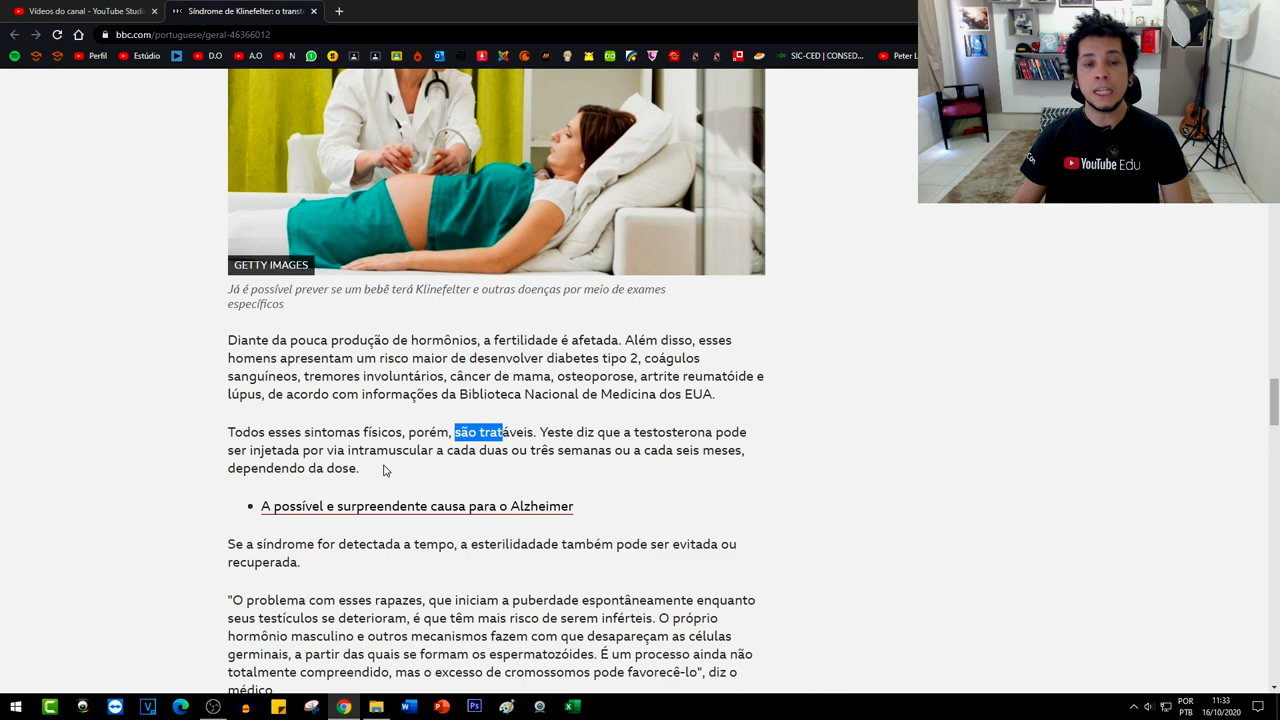 Vídeos do canal - YouTube Studi
Síndrome de Klinefelter: o transt
bbc.com/portuguese/geral-46366012
Perfil
Estúdio
D.O
A.O
N
SIC-CED | CONSED...
Peter L
YouTube Edu
GETTY IMAGES
Já é possível prever se um bebê terá Klinefelter e outras doenças por meio de exames
específicos
Diante da pouca produção de hormônios, a fertilidade é afetada. Além disso, esses
homens apresentam um risco maior de desenvolver diabetes tipo 2, coágulos
sanguíneos, tremores involuntários, câncer de mama, osteoporose, artrite reumatóide e
lúpus, de acordo com informações da Biblioteca Nacional de Medicina dos EUA.
Todos esses sintomas físicos, porém, são tratáveis. Yeste diz que a testosterona pode
ser injetada por via intramuscular a cada duas ou três semanas ou a cada seis meses,
dependendo da dose.
A possível e surpreendente causa para o Alzheimer
Se a síndrome for detectada a tempo, a esterilidadade também pode ser evitada ou
recuperada.
"O problema com esses rapazes, que iniciam a puberdade espontâneamente enquanto
seus testículos se deterioram, é que têm mais risco de serem inférteis. O próprio
hormônio masculino e outros mecanismos fazem com que desapareçam as células
germinais, a partir das quais se formam os espermatozóides. É um processo ainda não
totalmente compreendido, mas o excesso de cromossomos pode favorecê-lo", diz o
médico
POR
PTB
11:33
16/10/2020